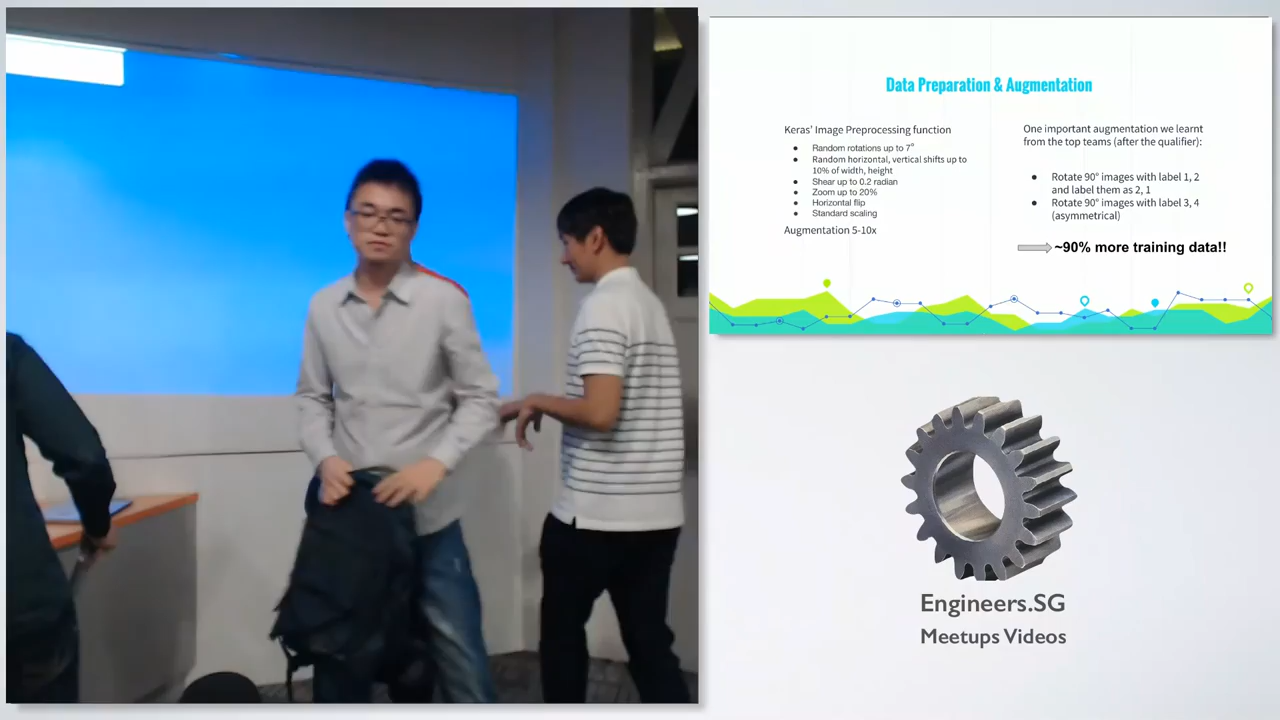 Data Preparation & Augmentation
Keras' Image Preprocessing function
● Random rotations up to 7°
● Random horizontal, vertical shifts up to
10% of width, height
● Shear up to 0.2 radian
● Zoom up to 20%
● Horizontal flip
● Standard scaling
Augmentation 5-10x
One important augmentation we learnt
from the top teams (after the qualifier):
● Rotate 90° images with label 1, 2
and label them as 2, 1
● Rotate 90° images with label 3, 4
(asymmetrical)
~90% more training data!!
Engineers.SG
Meetups Videos